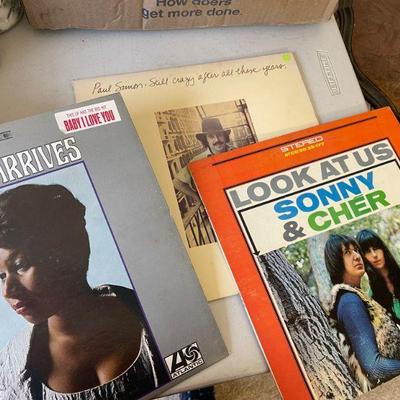 How doers
get more done.
Paul Simon. Still crazy after all these years.
THIS LP HAS THE BIG HIT
BABY I LOVE YOU
ARRIVES
ATLANTIC
STEREO
LOOK AT US
SONNY
& CHER